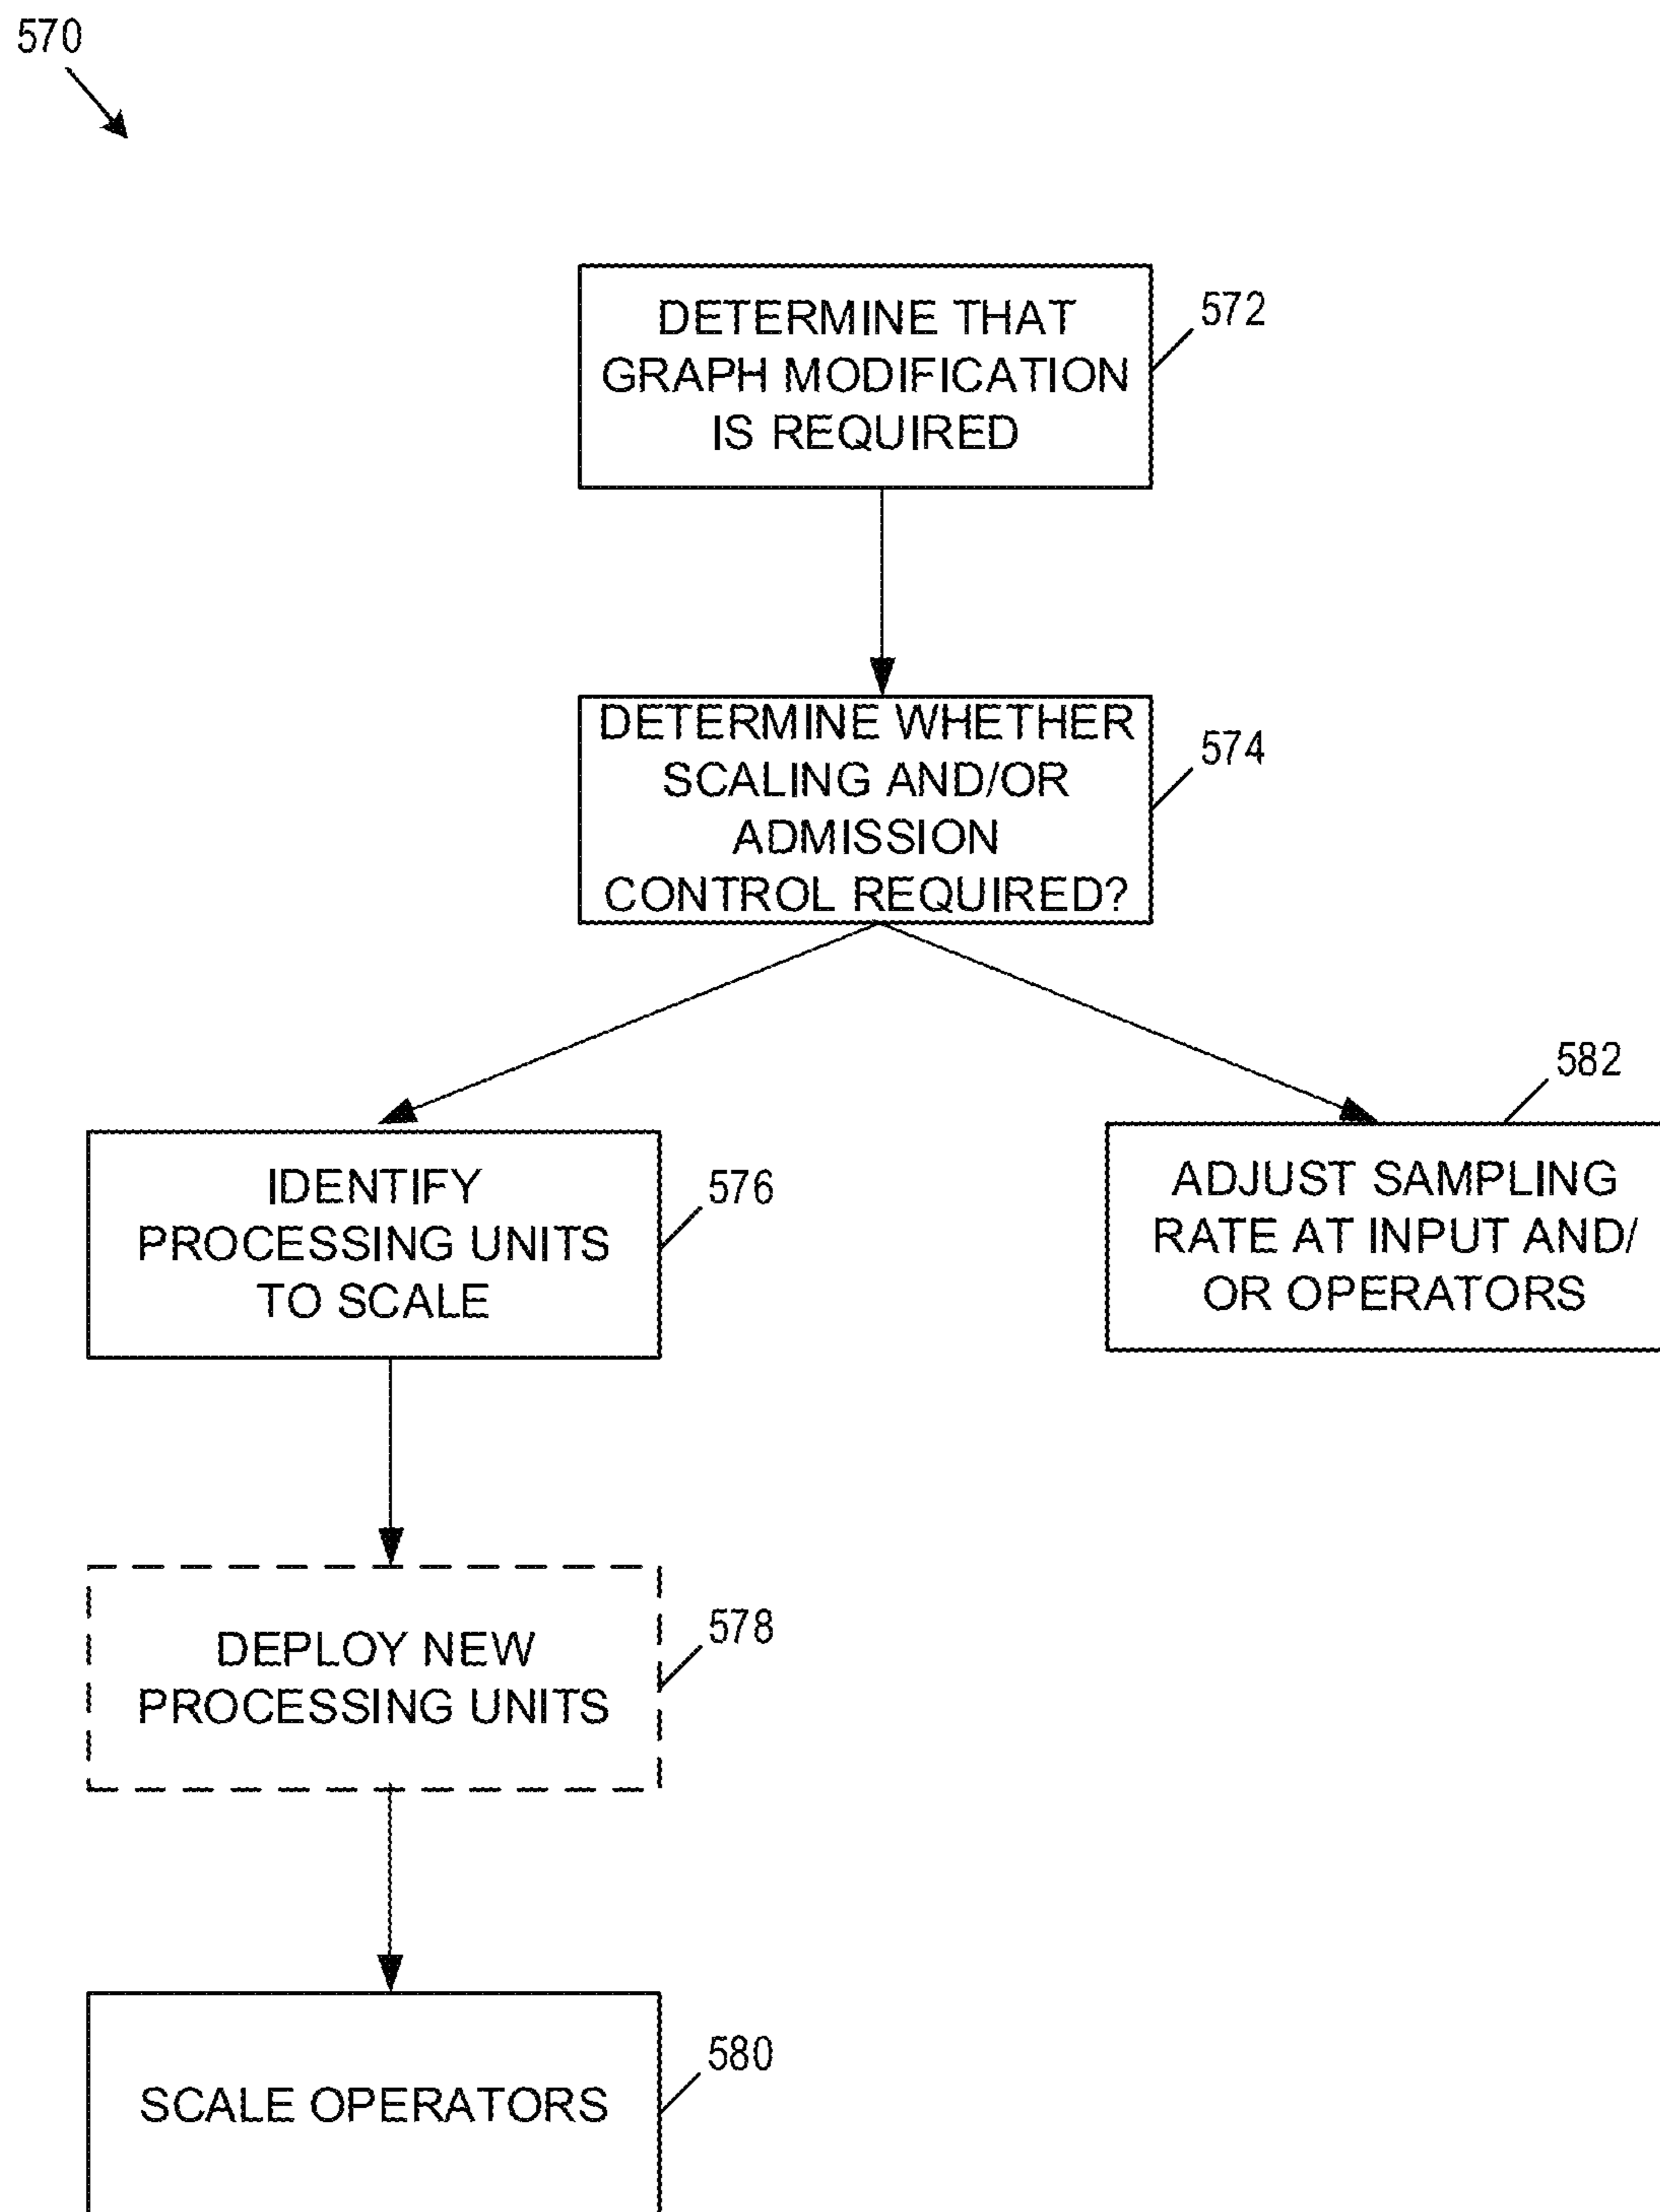 570
DETERMINE THAT
GRAPH MODIFICATION
IS REQUIRED
572
DETERMINE WHETHER
SCALING AND/OR
ADMISSION
CONTROL REQUIRED?
574
IDENTIFY
PROCESSING UNITS
TO SCALE
576
582
ADJUST SAMPLING
RATE AT INPUT AND/
OR OPERATORS
DEPLOY NEW
PROCESSING UNITS
578
SCALE OPERATORS
580